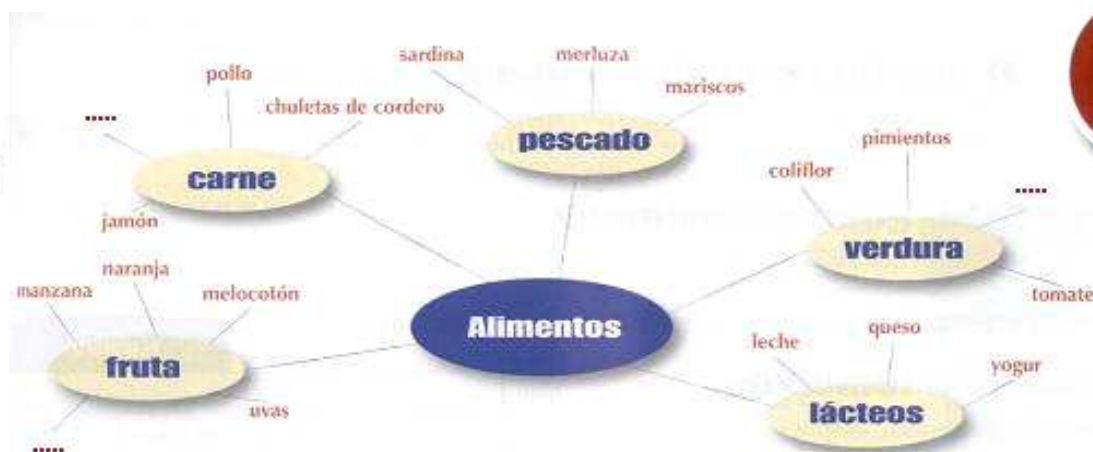 sardina
merluza
mariscos
pescado
pollo
chuletas de cordero
.....
carne
jamón
pimientos
coliflor
.....
verdura
tomate
Alimentos
naranja
manzana
melocotón
fruta
uvas
.....
leche
queso
yogur
lácteos